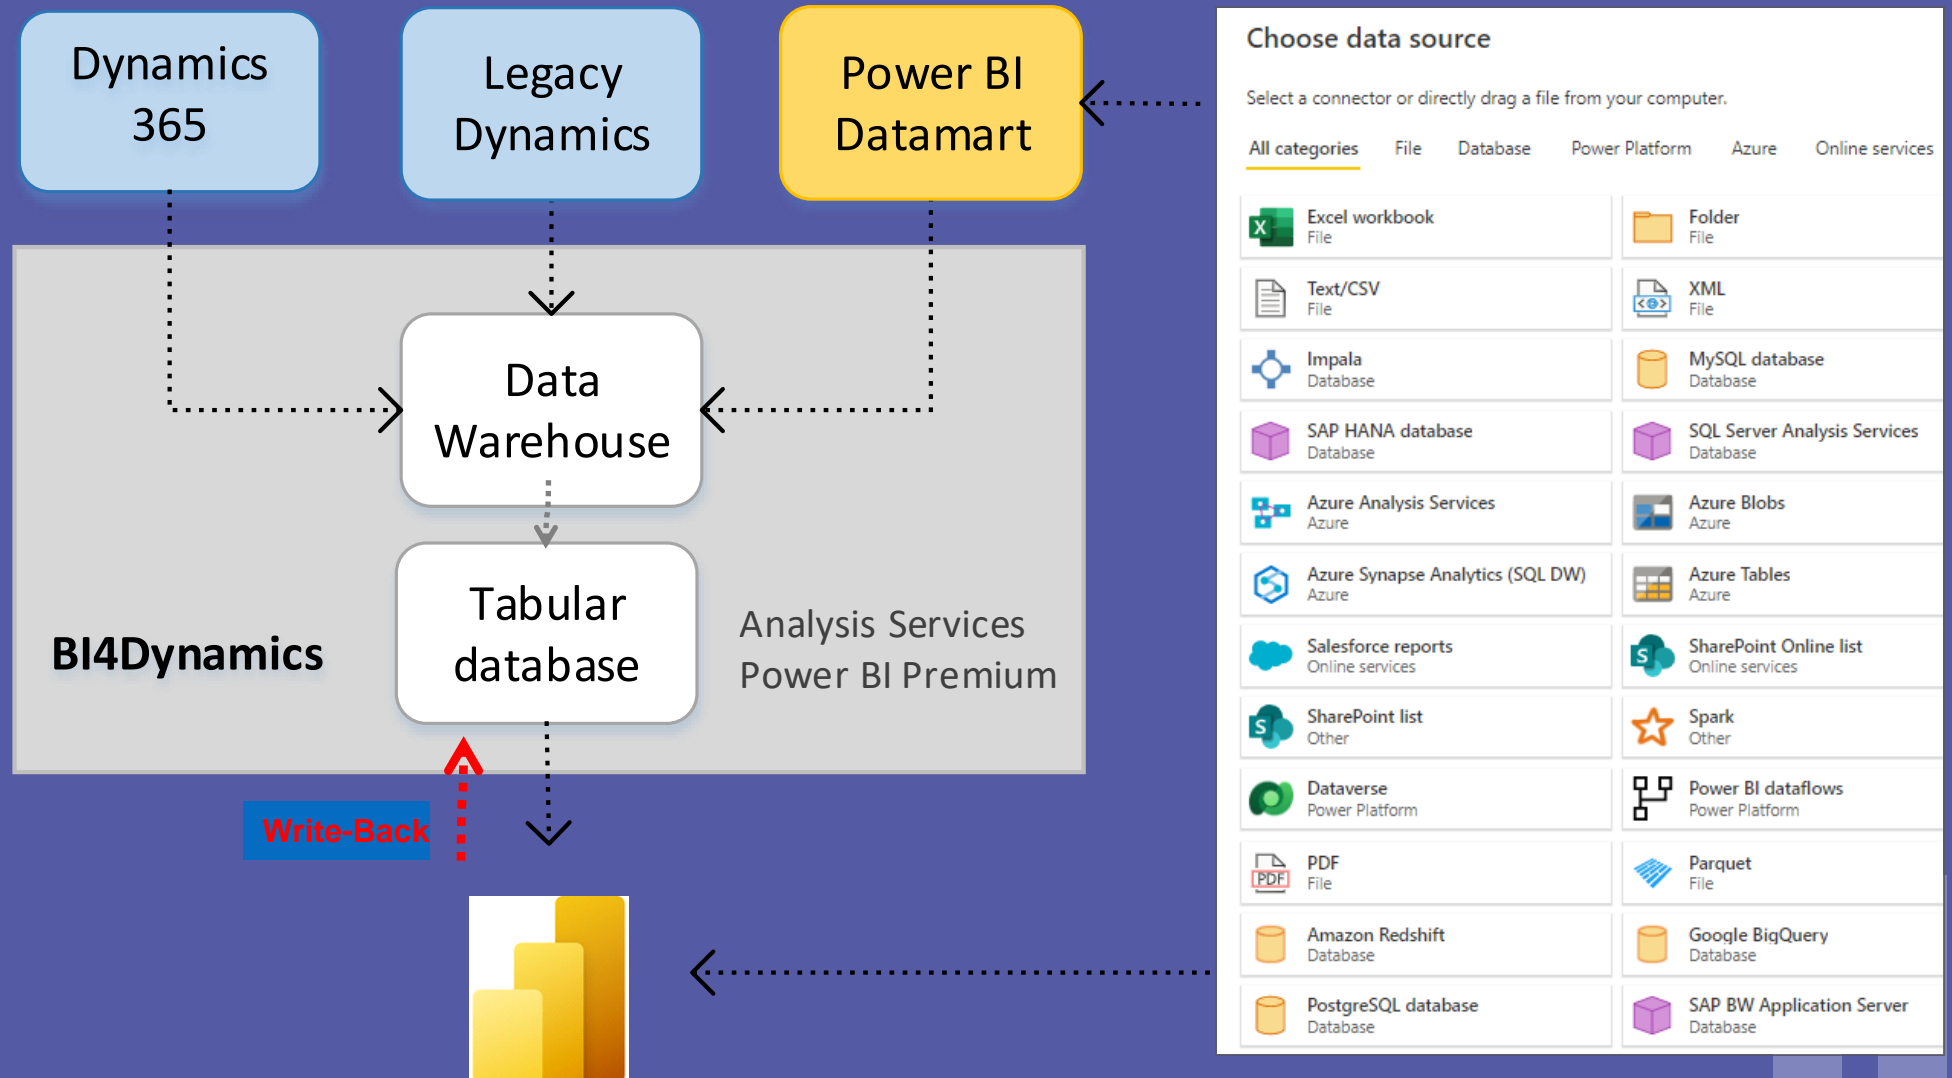 Dynamics
365
Legacy
Dynamics
Power BI
Datamart
Data
Warehouse
Tabular
database
BI4Dynamics
Analysis Services
Power BI Premium
Write-Back
Choose data source
Select a connector or directly drag a file from your computer.
All categories File Database Power Platform Azure Online services
Excel workbook
File
Folder
File
Text/CSV
File
XML
File
Impala
Database
MySQL database
Database
SAP HANA database
Database
SQL Server Analysis Services
Database
Azure Analysis Services
Azure
Azure Blobs
Azure
Azure Synapse Analytics (SQL DW)
Azure
Azure Tables
Azure
Salesforce reports
Online services
SharePoint Online list
Online services
SharePoint list
Other
Spark
Other
Dataverse
Power Platform
Power BI dataflows
Power Platform
PDF
PDF
File
Parquet
File
Amazon Redshift
Database
Google BigQuery
Database
PostgreSQL database
Database
SAP BW Application Server
Database